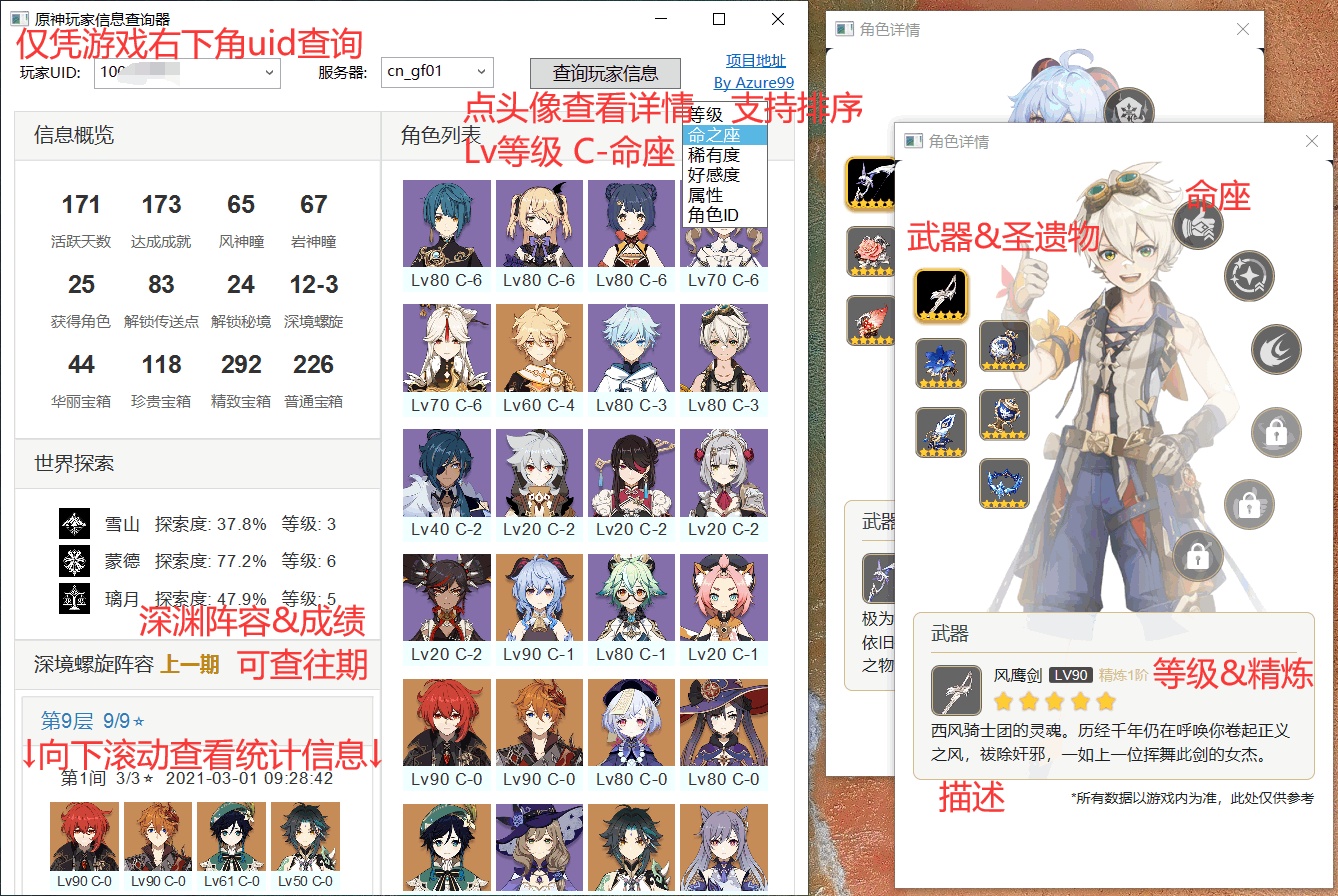 原神玩家信息查询器
仅凭游戏右下角uid查询
玩家UID: 100
服务器: cn_gf01
查询玩家信息
项目地址
By Azure99
点头像查看详情 支持排序
Lv等级 C-命座
等级
命之座
稀有度
好感度
属性
角色ID
信息概览
171 173 65 67
活跃天数 达成成就 风神瞳 岩神瞳
25 83 24 12-3
获得角色 解锁传送点 解锁秘境 深境螺旋
44 118 292 226
华丽宝箱 珍贵宝箱 精致宝箱 普通宝箱
世界探索
雪山 探索度: 37.8% 等级: 3
蒙德 探索度: 77.2% 等级: 6
璃月 探索度: 47.9% 等级: 5
深渊阵容&成绩
深境螺旋阵容 上一期 可查往期
第9层 9/9⭐
↓向下滚动查看统计信息↓
第1间 3/3⭐ 2021-03-01 09:28:42
Lv90 C-0 Lv90 C-0 Lv61 C-0 Lv50 C-0
角色列表
Lv80 C-6 Lv80 C-6 Lv80 C-6 Lv70 C-6
Lv70 C-6 Lv60 C-4 Lv80 C-3 Lv80 C-3
Lv40 C-2 Lv20 C-2 Lv20 C-2 Lv20 C-2
Lv20 C-2 Lv90 C-1 Lv80 C-1 Lv20 C-1
Lv90 C-0 Lv90 C-0 Lv80 C-0 Lv80 C-0
角色详情
武器
极为
依旧
之物
角色详情
命座
武器&圣遗物
武器
风鹰剑 LV90 精炼1阶 等级&精炼
西风骑士团的灵魂。历经千年仍在呼唤你卷起正义
之风，祓除奸邪，一如上一位挥舞此剑的女杰。
描述
*所有数据以游戏内为准，此处仅供参考